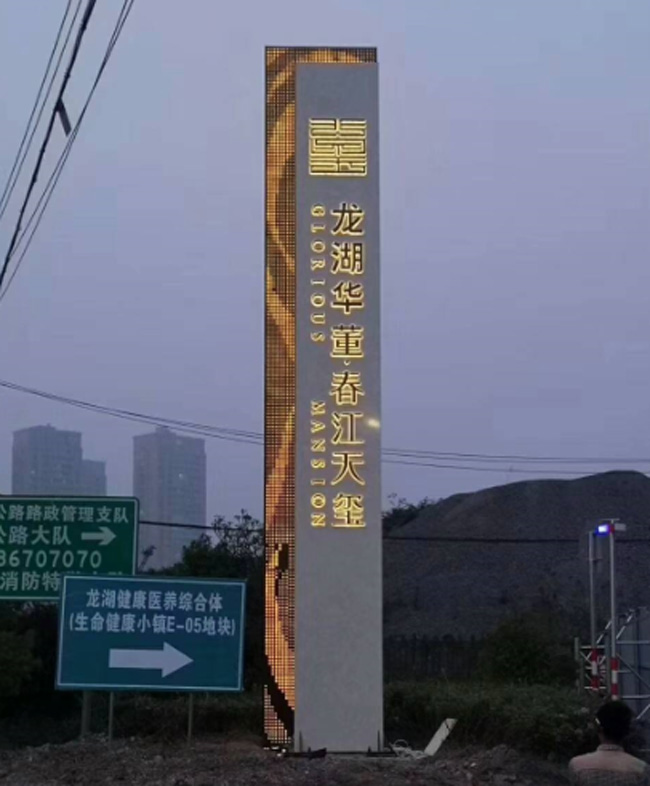 龙湖华董·春江天玺
GLORIOUS MANSION
公路路政管理支队
公路大队
86707070
消防特
龙湖健康医养综合体
(生命健康小镇E-05地块)